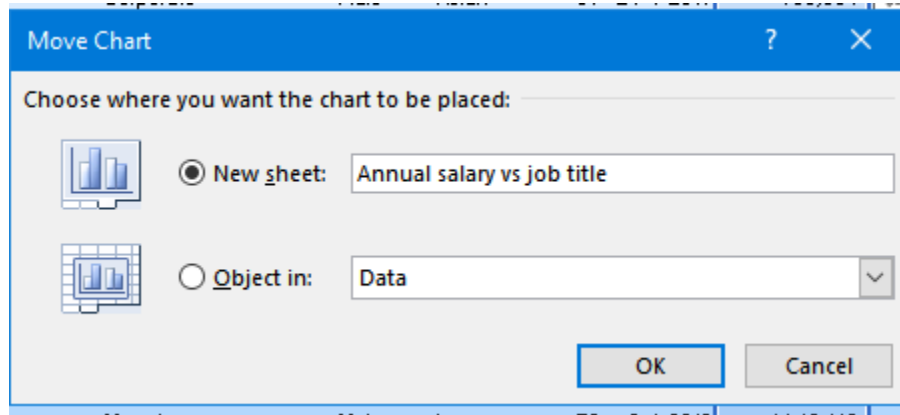 Move Chart ?
Choose where you want the chart to be placed:
New sheet: Annual salary vs job title
Object in: Data
OK Cancel